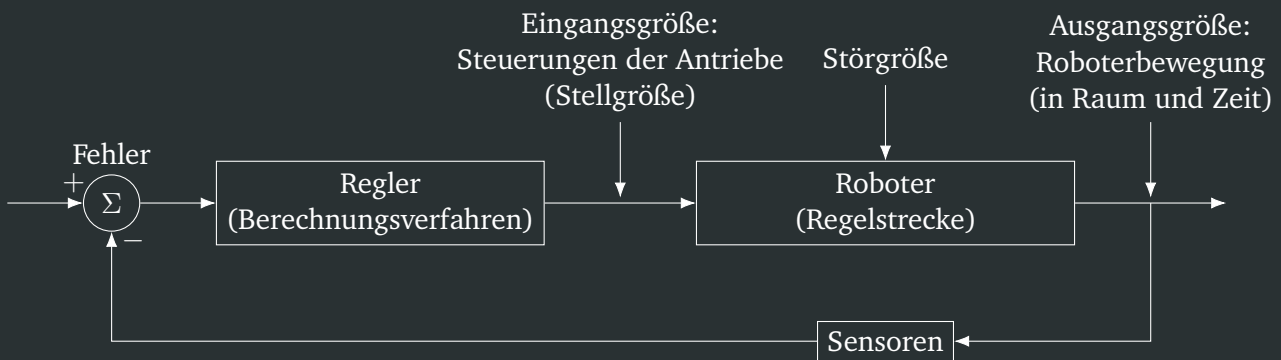 Eingangsgröße:
Steuerungen der Antriebe
(Stellgröße)
Störgröße
Ausgangsgröße:
Roboterbewegung
(in Raum und Zeit)
Fehler
+
Σ
−
Regler
(Berechnungsverfahren)
Roboter
(Regelstrecke)
Sensoren